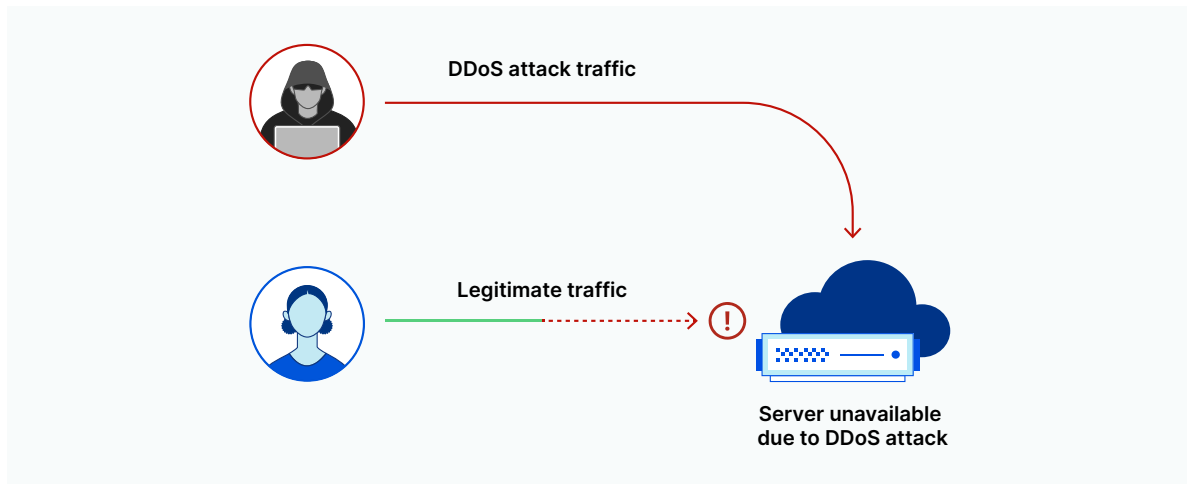 DDoS attack traffic
Legitimate traffic
Server unavailable
due to DDoS attack